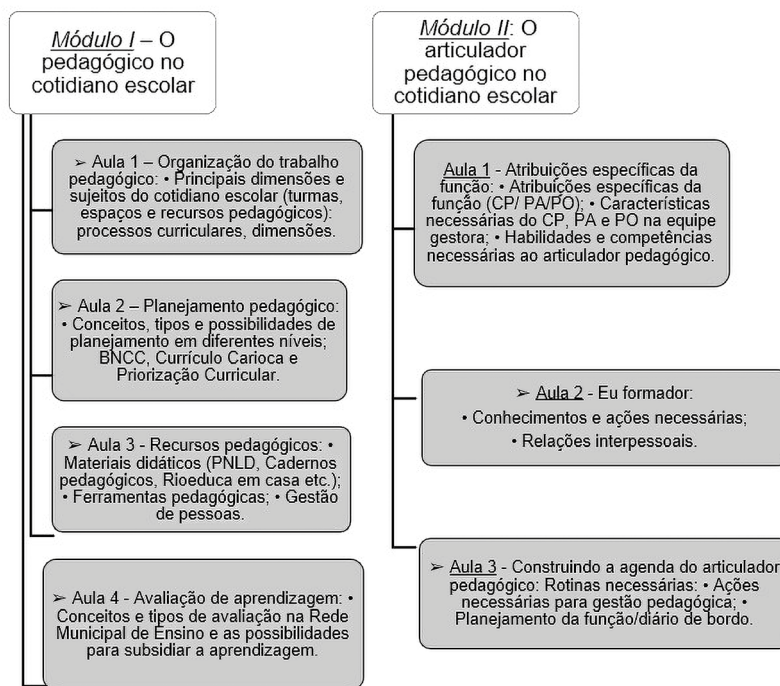 Módulo I – O
pedagógico no
cotidiano escolar
➢ Aula 1 – Organização do trabalho
pedagógico: • Principais dimensões e
sujeitos do cotidiano escolar (turmas,
espaços e recursos pedagógicos):
processos curriculares, dimensões.
➢ Aula 2 – Planejamento pedagógico:
• Conceitos, tipos e possibilidades de
planejamento em diferentes níveis;
BNCC, Currículo Carioca e
Priorização Curricular.
➢ Aula 3 - Recursos pedagógicos: •
Materiais didáticos (PNLD, Cadernos
pedagógicos, Rioeduca em casa etc.);
• Ferramentas pedagógicas; • Gestão
de pessoas.
➢ Aula 4 - Avaliação de aprendizagem: •
Conceitos e tipos de avaliação na Rede
Municipal de Ensino e as possibilidades
para subsidiar a aprendizagem.
Módulo II: O
articulador
pedagógico no
cotidiano escolar
Aula 1 - Atribuições específicas da
função: • Atribuições específicas da
função (CP/ PA/PO); • Características
necessárias do CP, PA e PO na equipe
gestora; • Habilidades e competências
necessárias ao articulador pedagógico.
➢ Aula 2 - Eu formador:
• Conhecimentos e ações necessárias;
• Relações interpessoais.
➢ Aula 3 - Construindo a agenda do articulador
pedagógico: Rotinas necessárias: • Ações
necessárias para gestão pedagógica; •
Planejamento da função/diário de bordo.